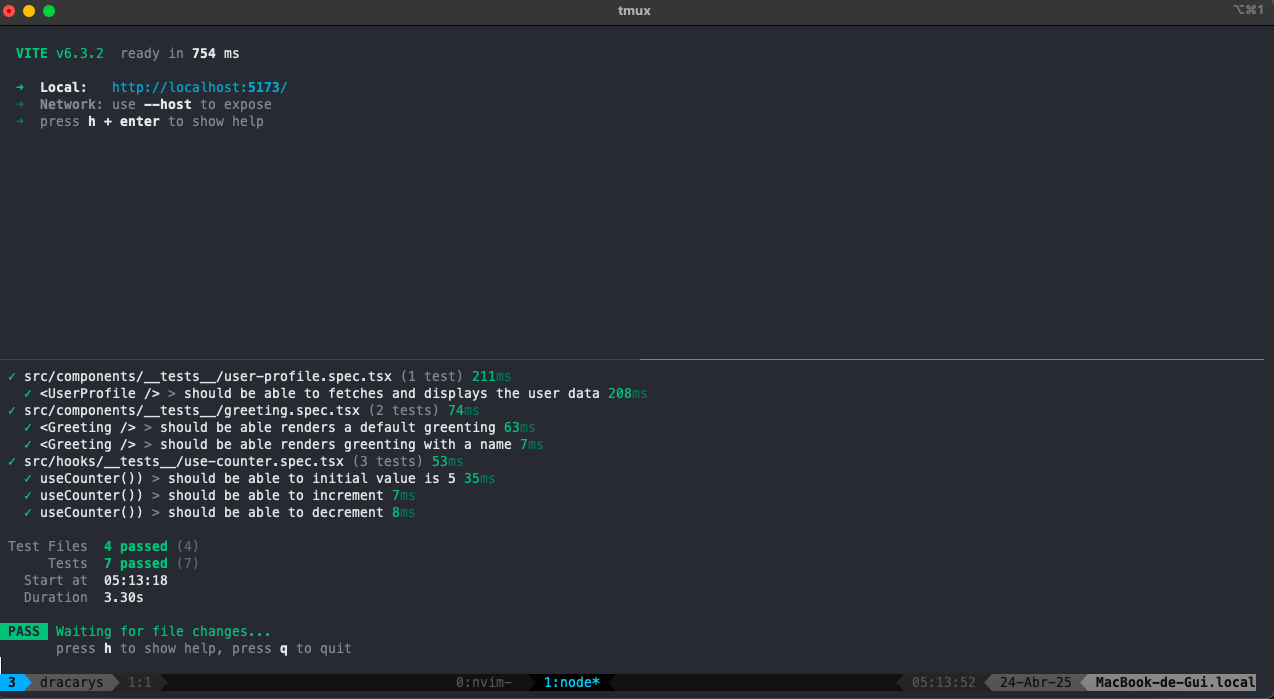 tmux
⌥⌘1
VITE v6.3.2 ready in 754 ms
➜ Local: http://localhost:5173/
➜ Network: use --host to expose
➜ press h + enter to show help
✓ src/components/__tests__/user-profile.spec.tsx (1 test) 211ms
✓ <UserProfile /> > should be able to fetches and displays the user data 208ms
✓ src/components/__tests__/greeting.spec.tsx (2 tests) 74ms
✓ <Greeting /> > should be able renders a default greenting 63ms
✓ <Greeting /> > should be able renders greenting with a name 7ms
✓ src/hooks/__tests__/use-counter.spec.tsx (3 tests) 53ms
✓ useCounter()) > should be able to initial value is 5 35ms
✓ useCounter()) > should be able to increment 7ms
✓ useCounter()) > should be able to decrement 8ms
Test Files 4 passed (4)
Tests 7 passed (7)
Start at 05:13:18
Duration 3.30s
PASS Waiting for file changes...
press h to show help, press q to quit
3 dracarys 1:1 0:nvim- 1:node* 05:13:52 24-Abr-25 MacBook-de-Gui.local